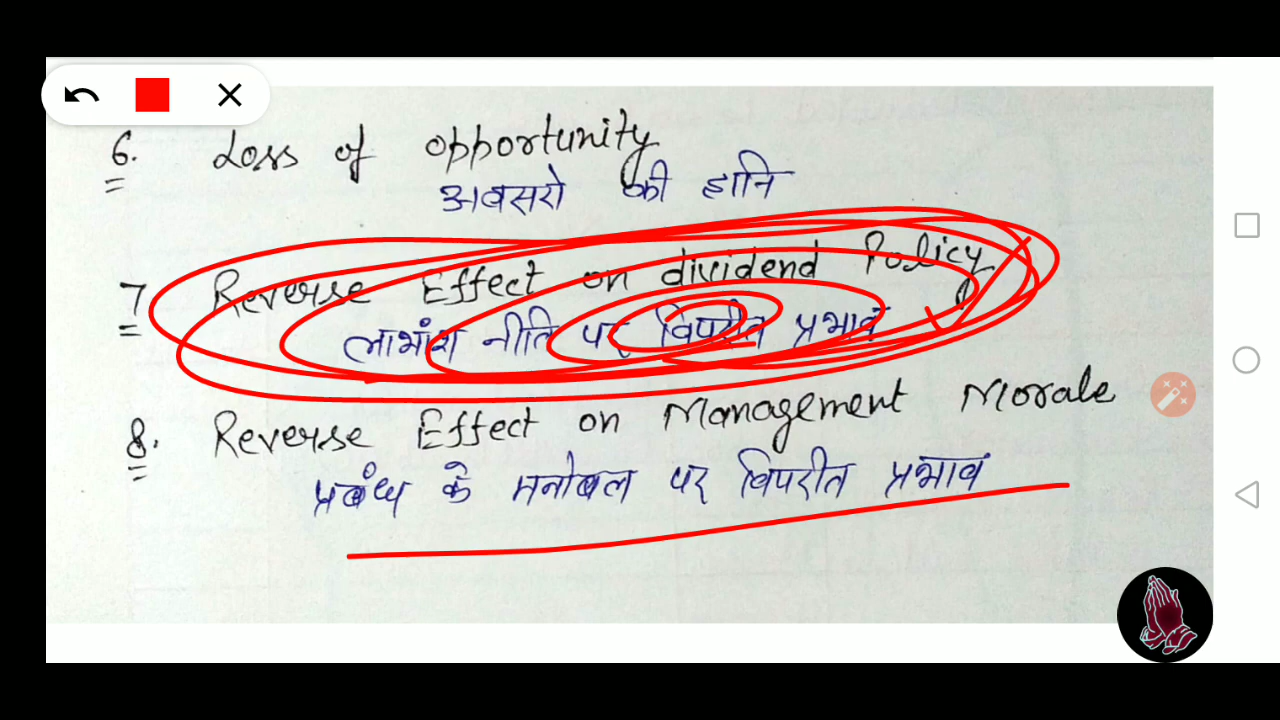 6. Loss of opportunity
अवसरो की हानि
7 Reverse Effect on dividend Policy
लाभांश नीति पर विपरीत प्रभाव
8. Reverse Effect on Management Morale
प्रबंध के मनोबल पर विपरीत प्रभाव